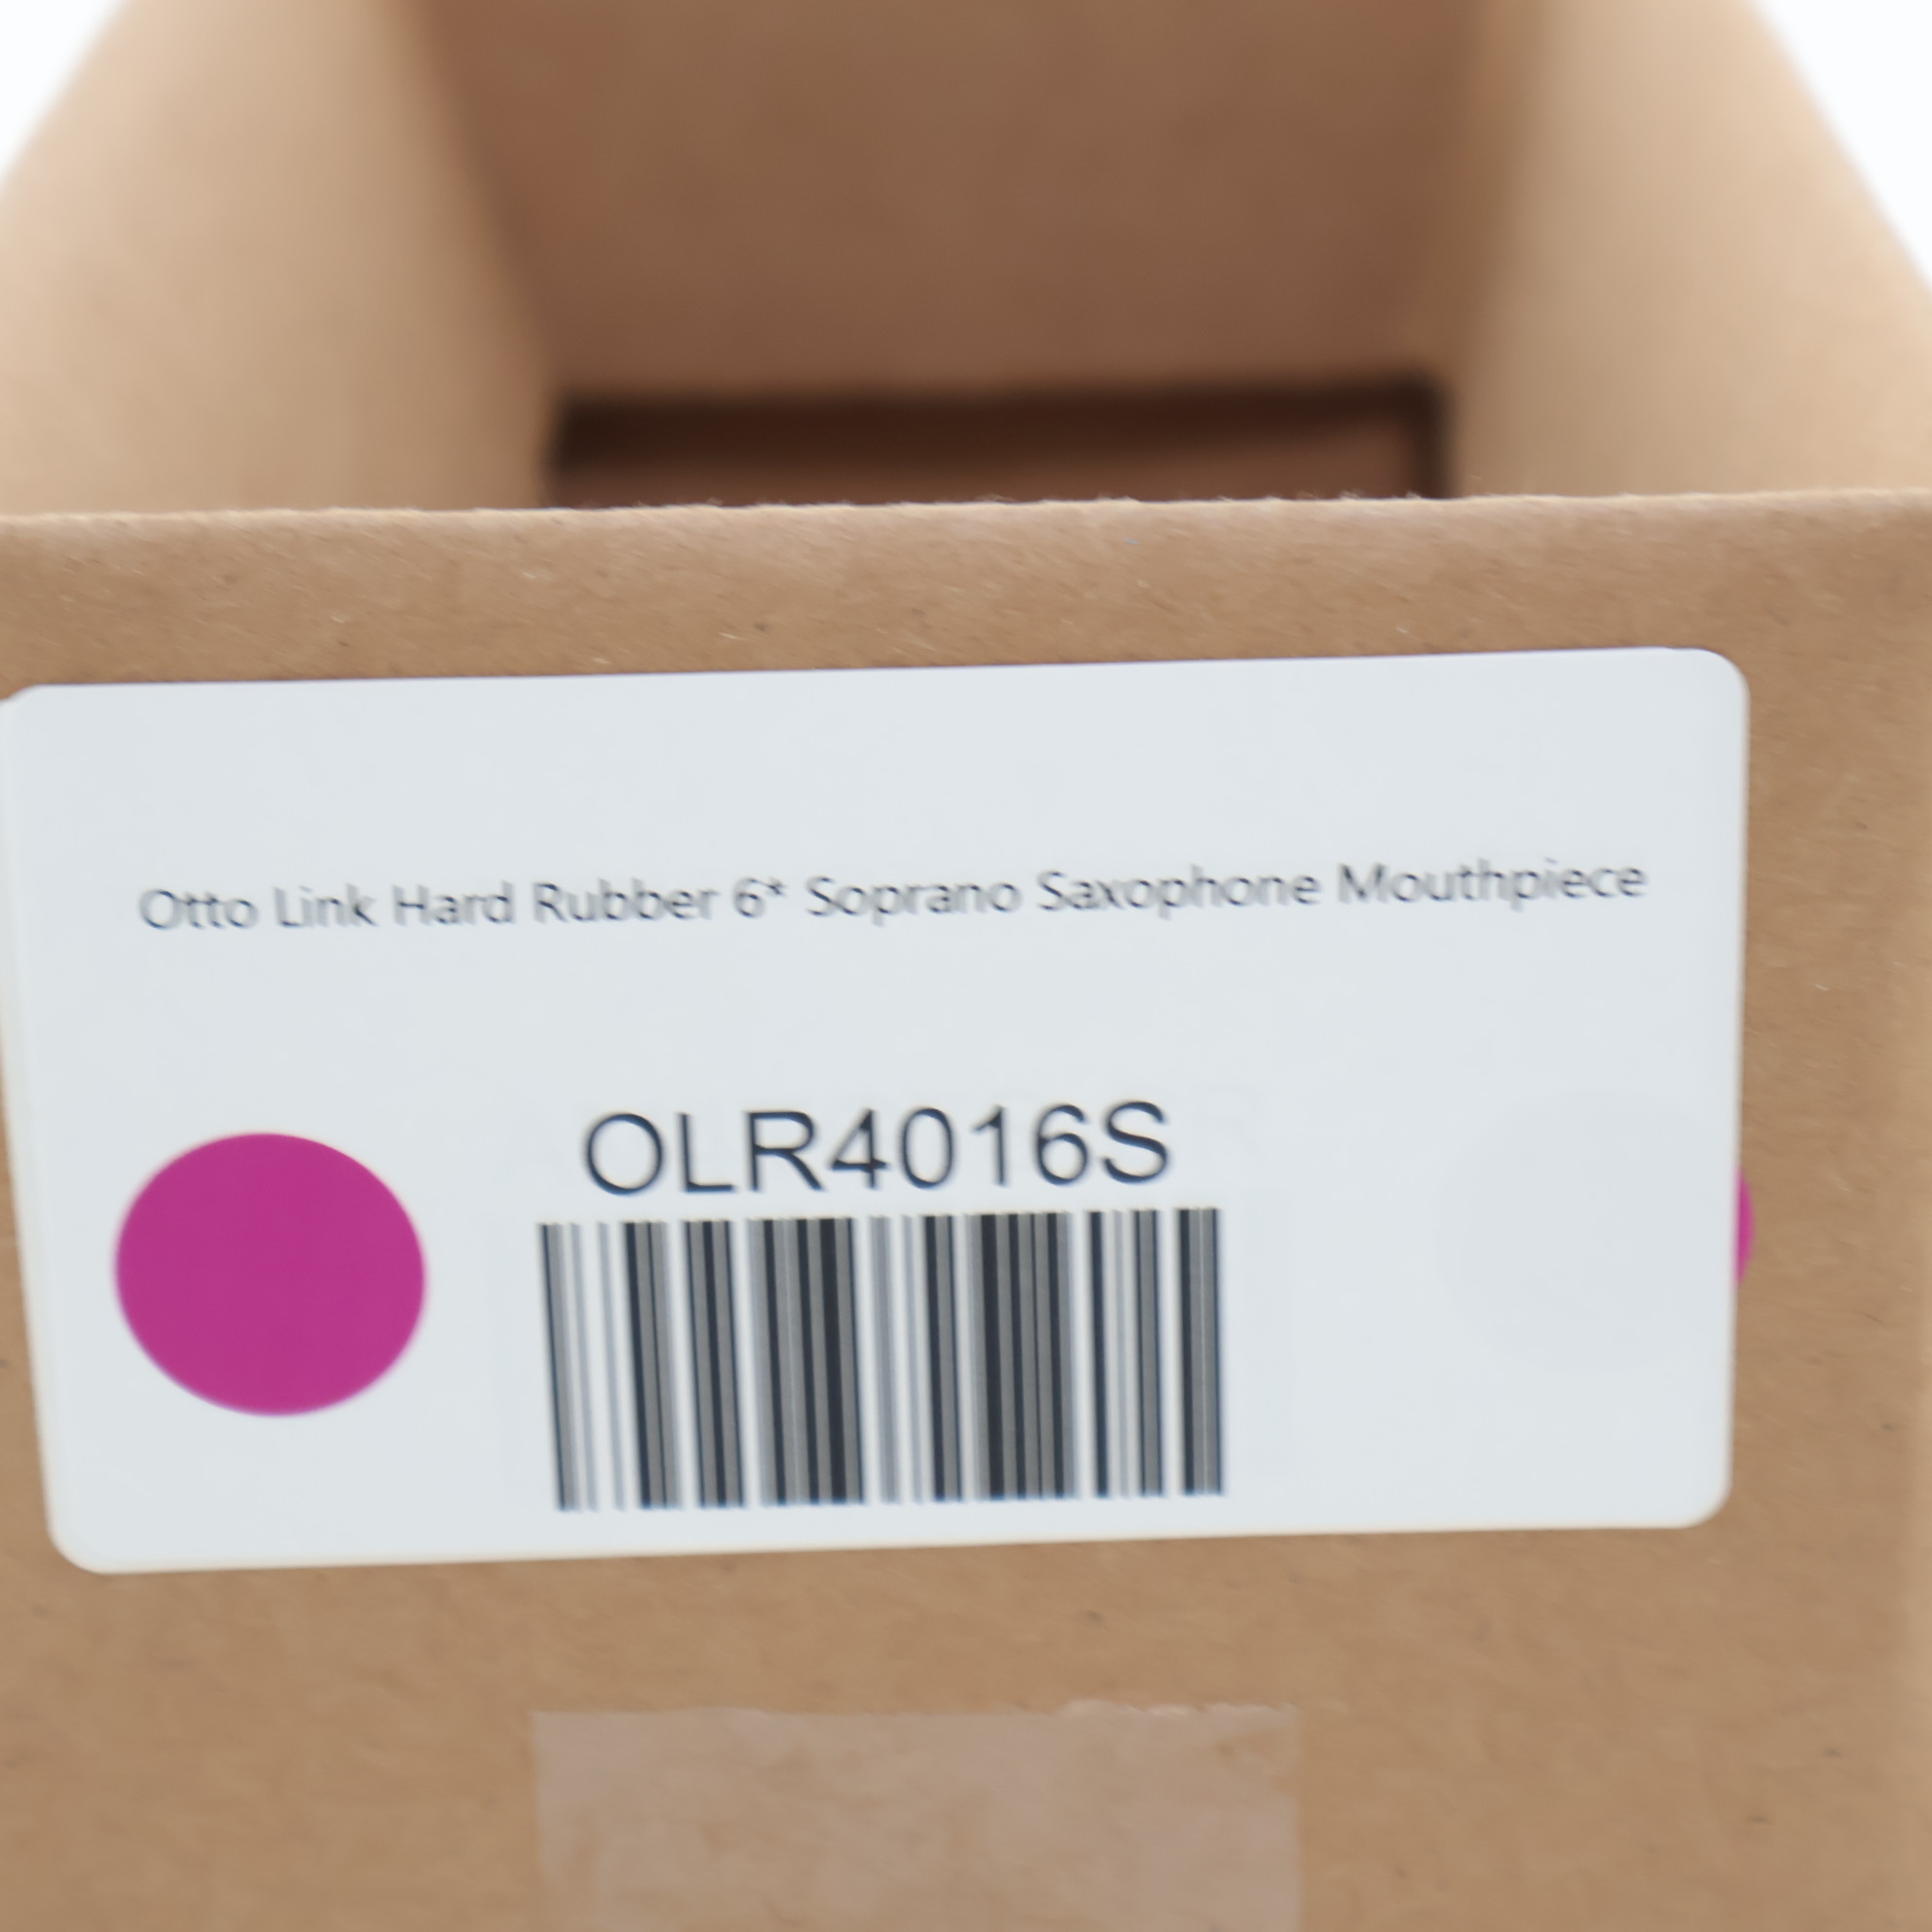 Otto Link Hard Rubber 6* Soprano Saxophone Mouthpiece
OLR4016S